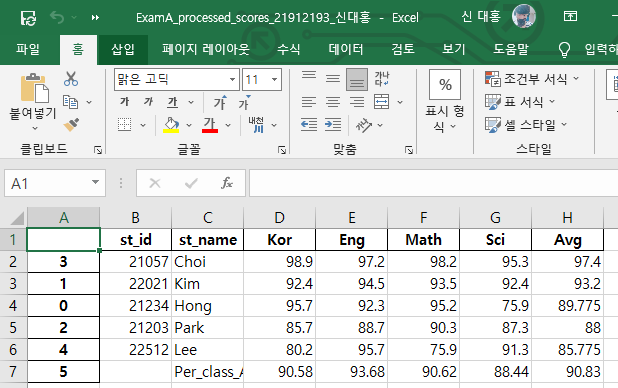 ExamA_processed_scores_21912193_신대홍 - Excel 신 대홍
파일 홈 삽입 페이지 레이아웃 수식 데이터 검토 보기 도움말 입력하
붙여넣기
맑은 고딕 11
가 가 가 가 가
가 내천
가나다
%
표시 형식
조건부 서식
표 서식
셀 스타일
클립보드 글꼴 맞춤 스타일
A1 fx
A B C D E F G H
1 st_id st_name Kor Eng Math Sci Avg
2 3 21057 Choi 98.9 97.2 98.2 95.3 97.4
3 1 22021 Kim 92.4 94.5 93.5 92.4 93.2
4 0 21234 Hong 95.7 92.3 95.2 75.9 89.775
5 2 21203 Park 85.7 88.7 90.3 87.3 88
6 4 22512 Lee 80.2 95.7 75.9 91.3 85.775
7 5 Per_class_A 90.58 93.68 90.62 88.44 90.83